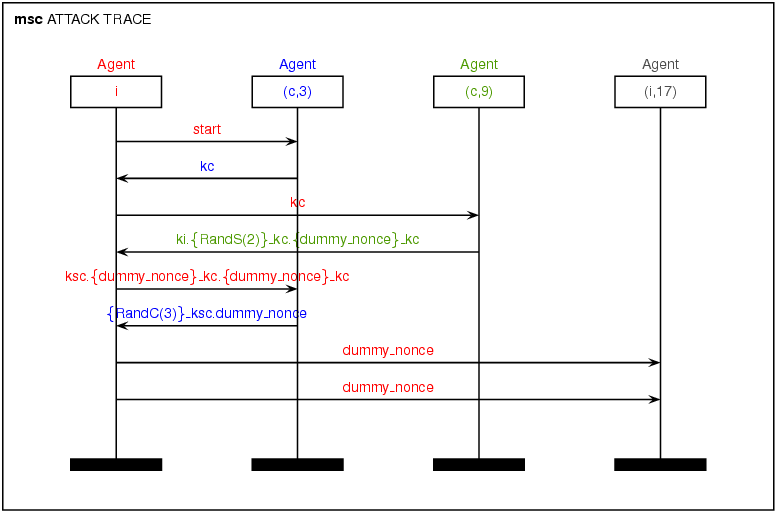 msc ATTACK TRACE
Agent Agent Agent Agent
i (c,3) (c,9) (i,17)
start
kc
kc
ki.{RandS(2)}_kc.{dummy_nonce}_kc
ksc.{dummy_nonce}_kc.{dummy_nonce}_kc
{RandC(3)}_ksc.dummy_nonce
dummy_nonce
dummy_nonce